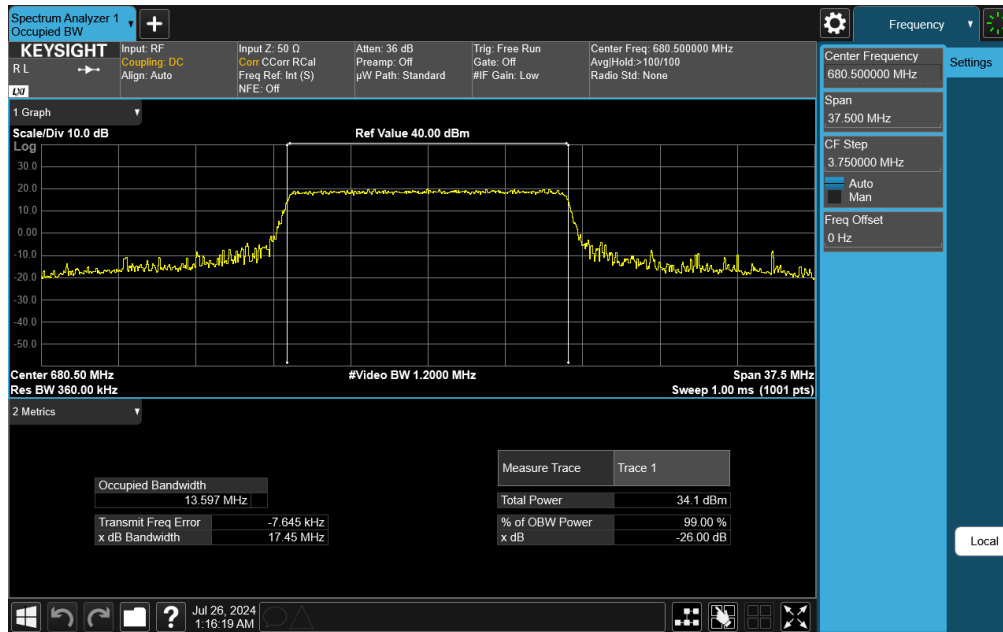 Spectrum Analyzer 1
Occupied BW
+
Frequency
KEYSIGHT
R L
LXI
Input: RF
Coupling: DC
Align: Auto
Input Z: 50 Ω
Corr CCorr RCal
Freq Ref: Int (S)
NFE: Off
Atten: 36 dB
Preamp: Off
µW Path: Standard
Trig: Free Run
Gate: Off
#IF Gain: Low
Center Freq: 680.500000 MHz
Avg|Hold:>100/100
Radio Std: None
Center Frequency
680.500000 MHz
Settings
Span
37.500 MHz
CF Step
3.750000 MHz
Auto
Man
Freq Offset
0 Hz
Local
1 Graph
Scale/Div 10.0 dB
Ref Value 40.00 dBm
Log
30.0
20.0
10.0
0.00
-10.0
-20.0
-30.0
-40.0
-50.0
Center 680.50 MHz
#Video BW 1.2000 MHz
Span 37.5 MHz
Res BW 360.00 kHz
Sweep 1.00 ms (1001 pts)
2 Metrics
Occupied Bandwidth
13.597 MHz
Transmit Freq Error -7.645 kHz
x dB Bandwidth 17.45 MHz
Measure Trace Trace 1
Total Power 34.1 dBm
% of OBW Power 99.00 %
x dB -26.00 dB
?
Jul 26, 2024
1:16:19 AM